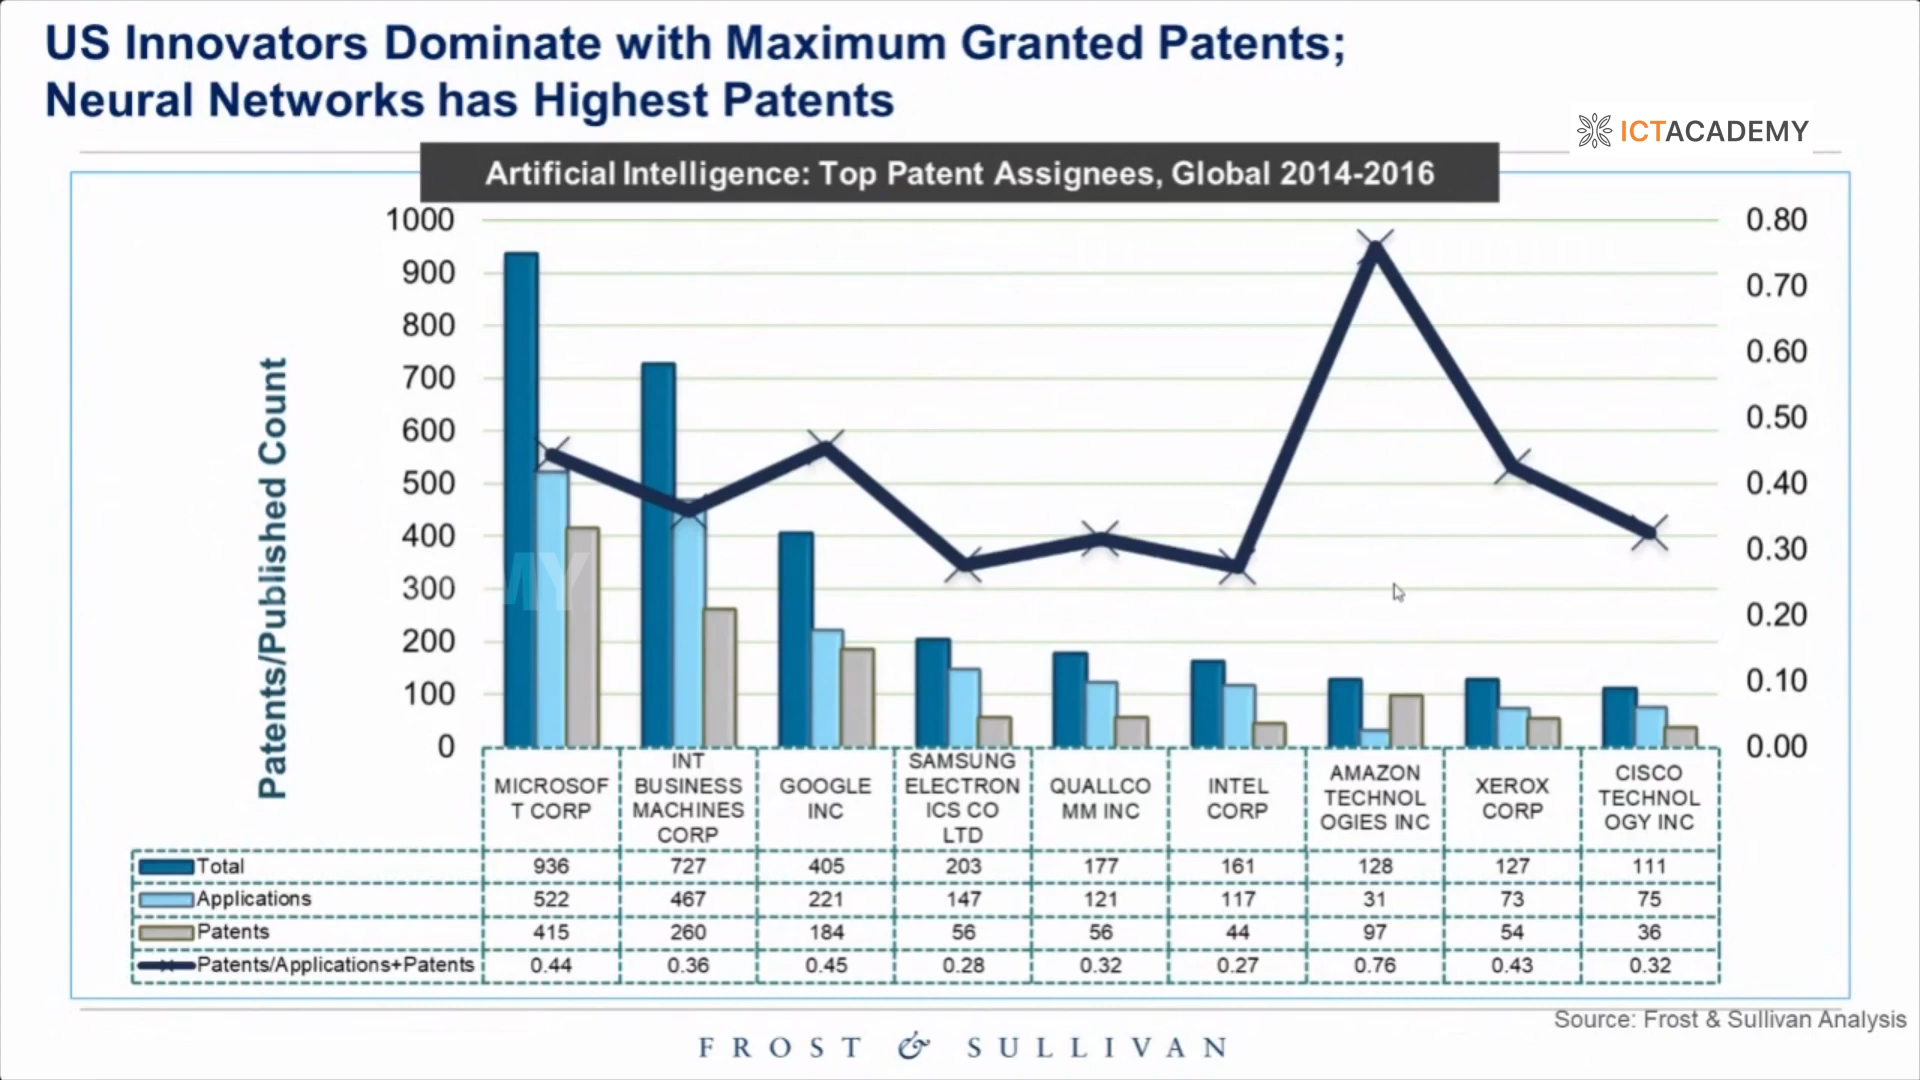 US Innovators Dominate with Maximum Granted Patents;
Neural Networks has Highest Patents
ICTACADEMY
Artificial Intelligence: Top Patent Assignees, Global 2014-2016
Patents/Published Count
1000
900
800
700
600
500
400
300
200
100
0
0.80
0.70
0.60
0.50
0.40
0.30
0.20
0.10
0.00
MY
MICROSOF
T CORP
INT
BUSINESS
MACHINES
CORP
GOOGLE
INC
SAMSUNG
ELECTRON
ICS CO
LTD
QUALLCO
MM INC
INTEL
CORP
AMAZON
TECHNOL
OGIES INC
XEROX
CORP
CISCO
TECHNOL
OGY INC
Total 936 727 405 203 177 161 128 127 111
Applications 522 467 221 147 121 117 31 73 75
Patents 415 260 184 56 56 44 97 54 36
Patents/Applications+Patents 0.44 0.36 0.45 0.28 0.32 0.27 0.76 0.43 0.32
Source: Frost & Sullivan Analysis
FROST & SULLIVAN